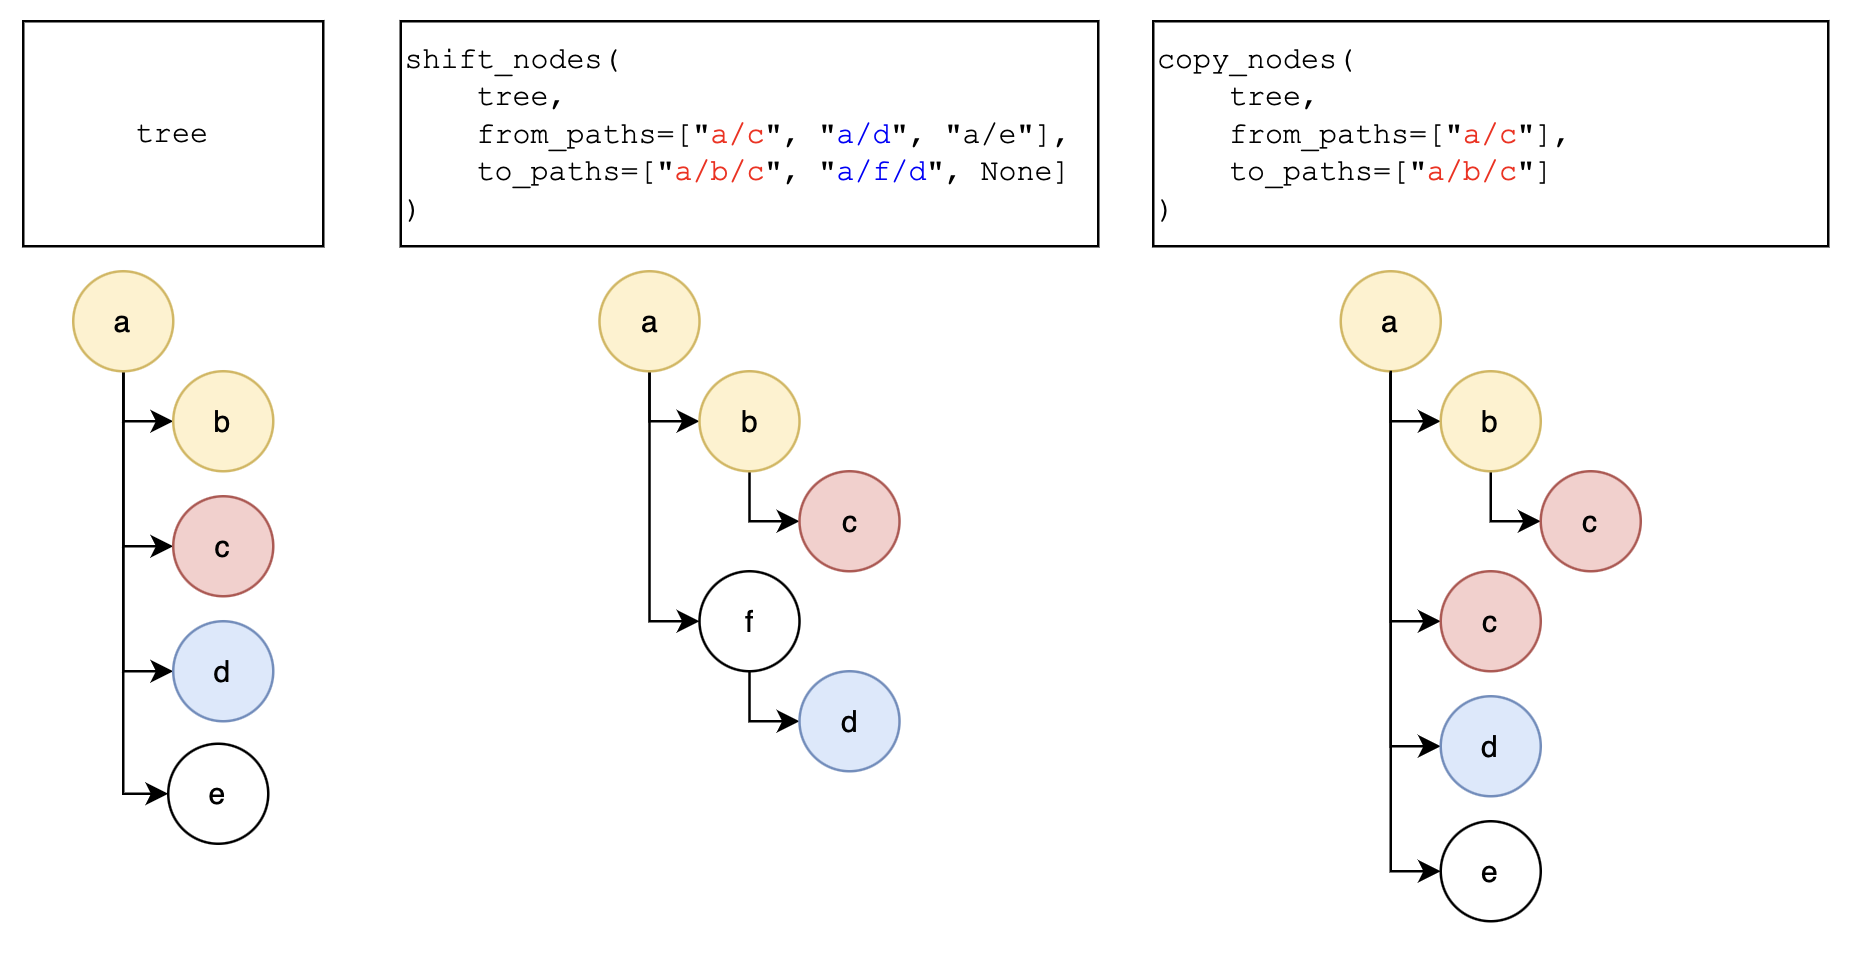 tree
shift_nodes(
    tree,
    from_paths=["a/c", "a/d", "a/e"],
    to_paths=["a/b/c", "a/f/d", None]
)
copy_nodes(
    tree,
    from_paths=["a/c"],
    to_paths=["a/b/c"]
)
a
b
c
d
e
a
b
c
f
d
a
b
c
c
d
e